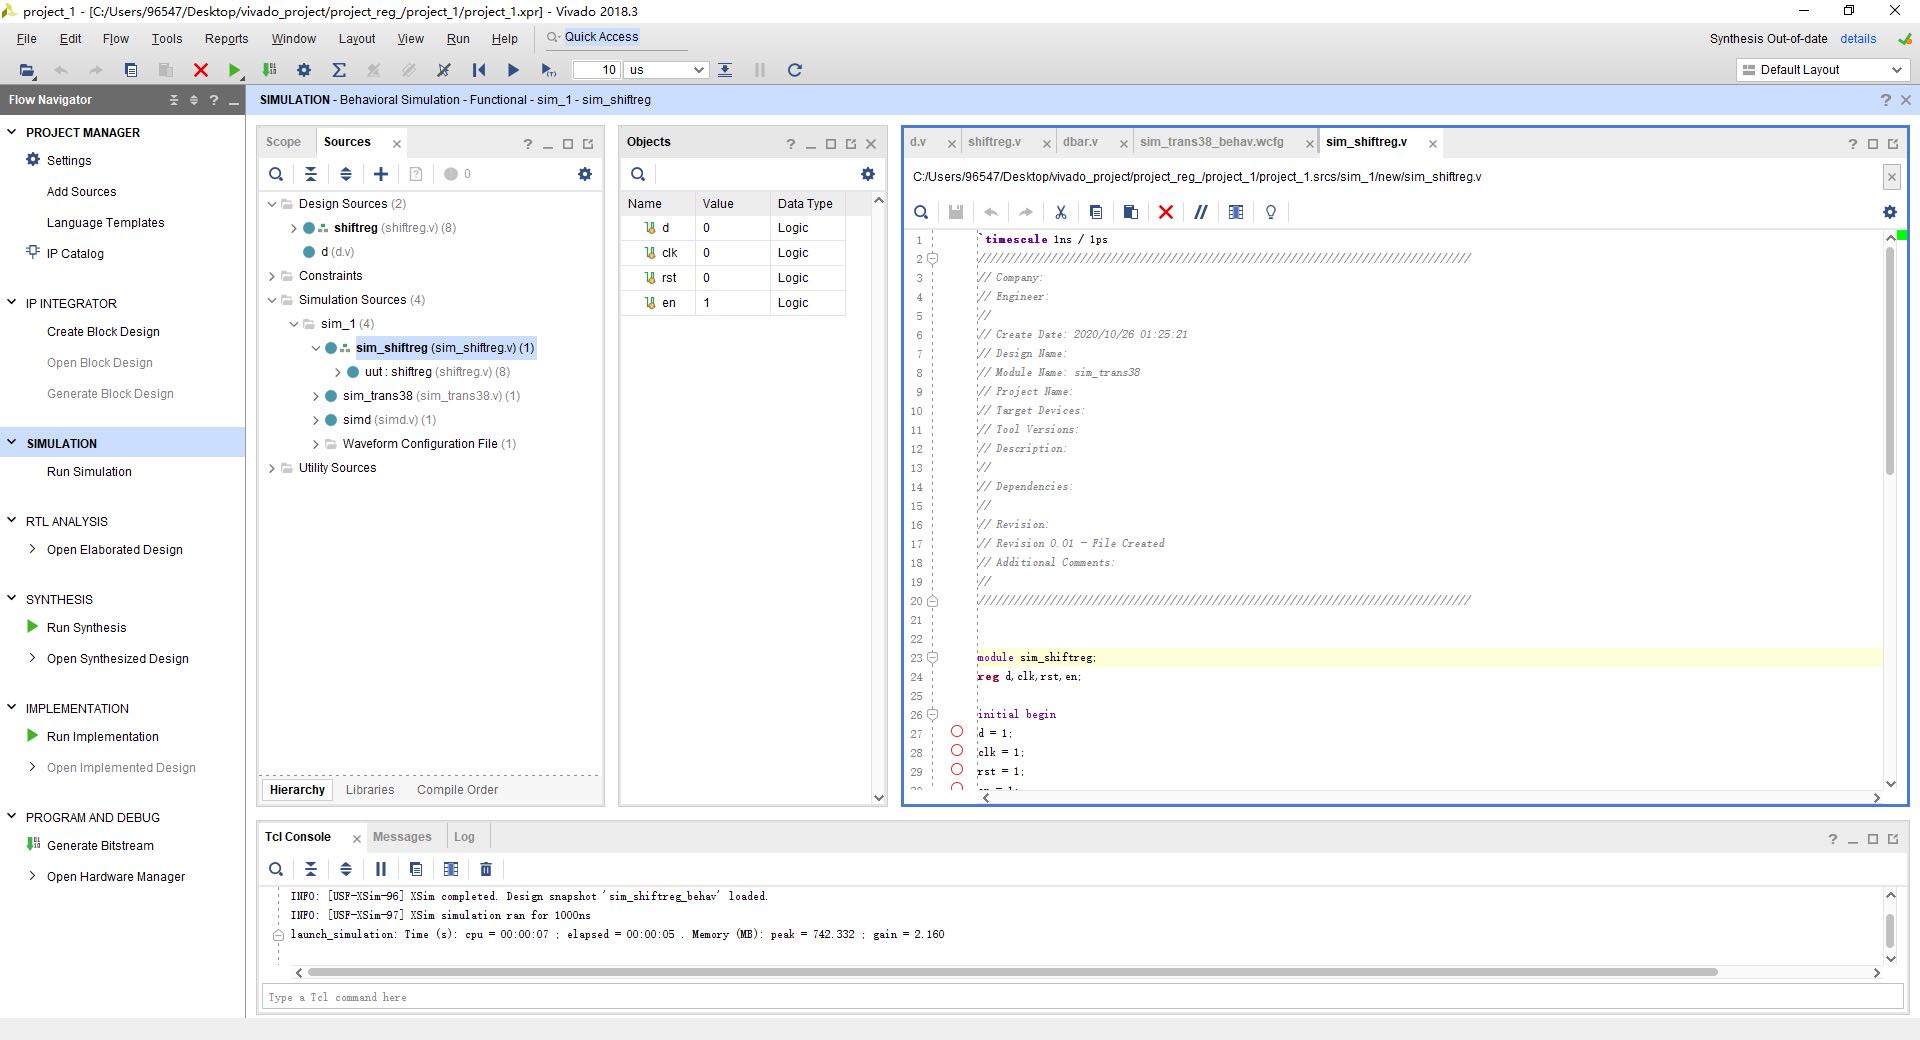 project_1 - [C:/Users/96547/Desktop/vivado_project/project_reg_/project_1/project_1.xpr] - Vivado 2018.3
File Edit Flow Tools Reports Window Layout View Run Help Quick Access
Synthesis Out-of-date details
10 us
Default Layout
Flow Navigator
SIMULATION - Behavioral Simulation - Functional - sim_1 - sim_shiftreg
PROJECT MANAGER
Settings
Add Sources
Language Templates
IP Catalog
IP INTEGRATOR
Create Block Design
Open Block Design
Generate Block Design
SIMULATION
Run Simulation
RTL ANALYSIS
Open Elaborated Design
SYNTHESIS
Run Synthesis
Open Synthesized Design
IMPLEMENTATION
Run Implementation
Open Implemented Design
PROGRAM AND DEBUG
Generate Bitstream
Open Hardware Manager
Scope Sources
0
Design Sources (2)
shiftreg (shiftreg.v) (8)
d (d.v)
Constraints
Simulation Sources (4)
sim_1 (4)
sim_shiftreg (sim_shiftreg.v) (1)
uut : shiftreg (shiftreg.v) (8)
sim_trans38 (sim_trans38.v) (1)
simd (simd.v) (1)
Waveform Configuration File (1)
Utility Sources
Hierarchy Libraries Compile Order
Objects
Name Value Data Type
d 0 Logic
clk 0 Logic
rst 0 Logic
en 1 Logic
d.v shiftreg.v dbar.v sim_trans38_behav.wcfg sim_shiftreg.v
C:/Users/96547/Desktop/vivado_project/project_reg_/project_1/project_1.srcs/sim_1/new/sim_shiftreg.v
1 `timescale 1ns / 1ps
2 //////////////////////////////////////////////////////////////////////////////////
3 // Company:
4 // Engineer:
5 //
6 // Create Date: 2020/10/26 01:25:21
7 // Design Name:
8 // Module Name: sim_trans38
9 // Project Name:
10 // Target Devices:
11 // Tool Versions:
12 // Description:
13 //
14 // Dependencies:
15 //
16 // Revision:
17 // Revision 0.01 - File Created
18 // Additional Comments:
19 //
20 //////////////////////////////////////////////////////////////////////////////////
21
22
23 module sim_shiftreg;
24 reg d,clk,rst,en;
25
26 initial begin
27 d = 1;
28 clk = 1;
29 rst = 1;
Tcl Console Messages Log
INFO: [USF-XSim-96] XSim completed. Design snapshot 'sim_shiftreg_behav' loaded.
INFO: [USF-XSim-97] XSim simulation ran for 1000ns
launch_simulation: Time (s): cpu = 00:00:07 ; elapsed = 00:00:05 . Memory (MB): peak = 742.332 ; gain = 2.160
Type a Tcl command here